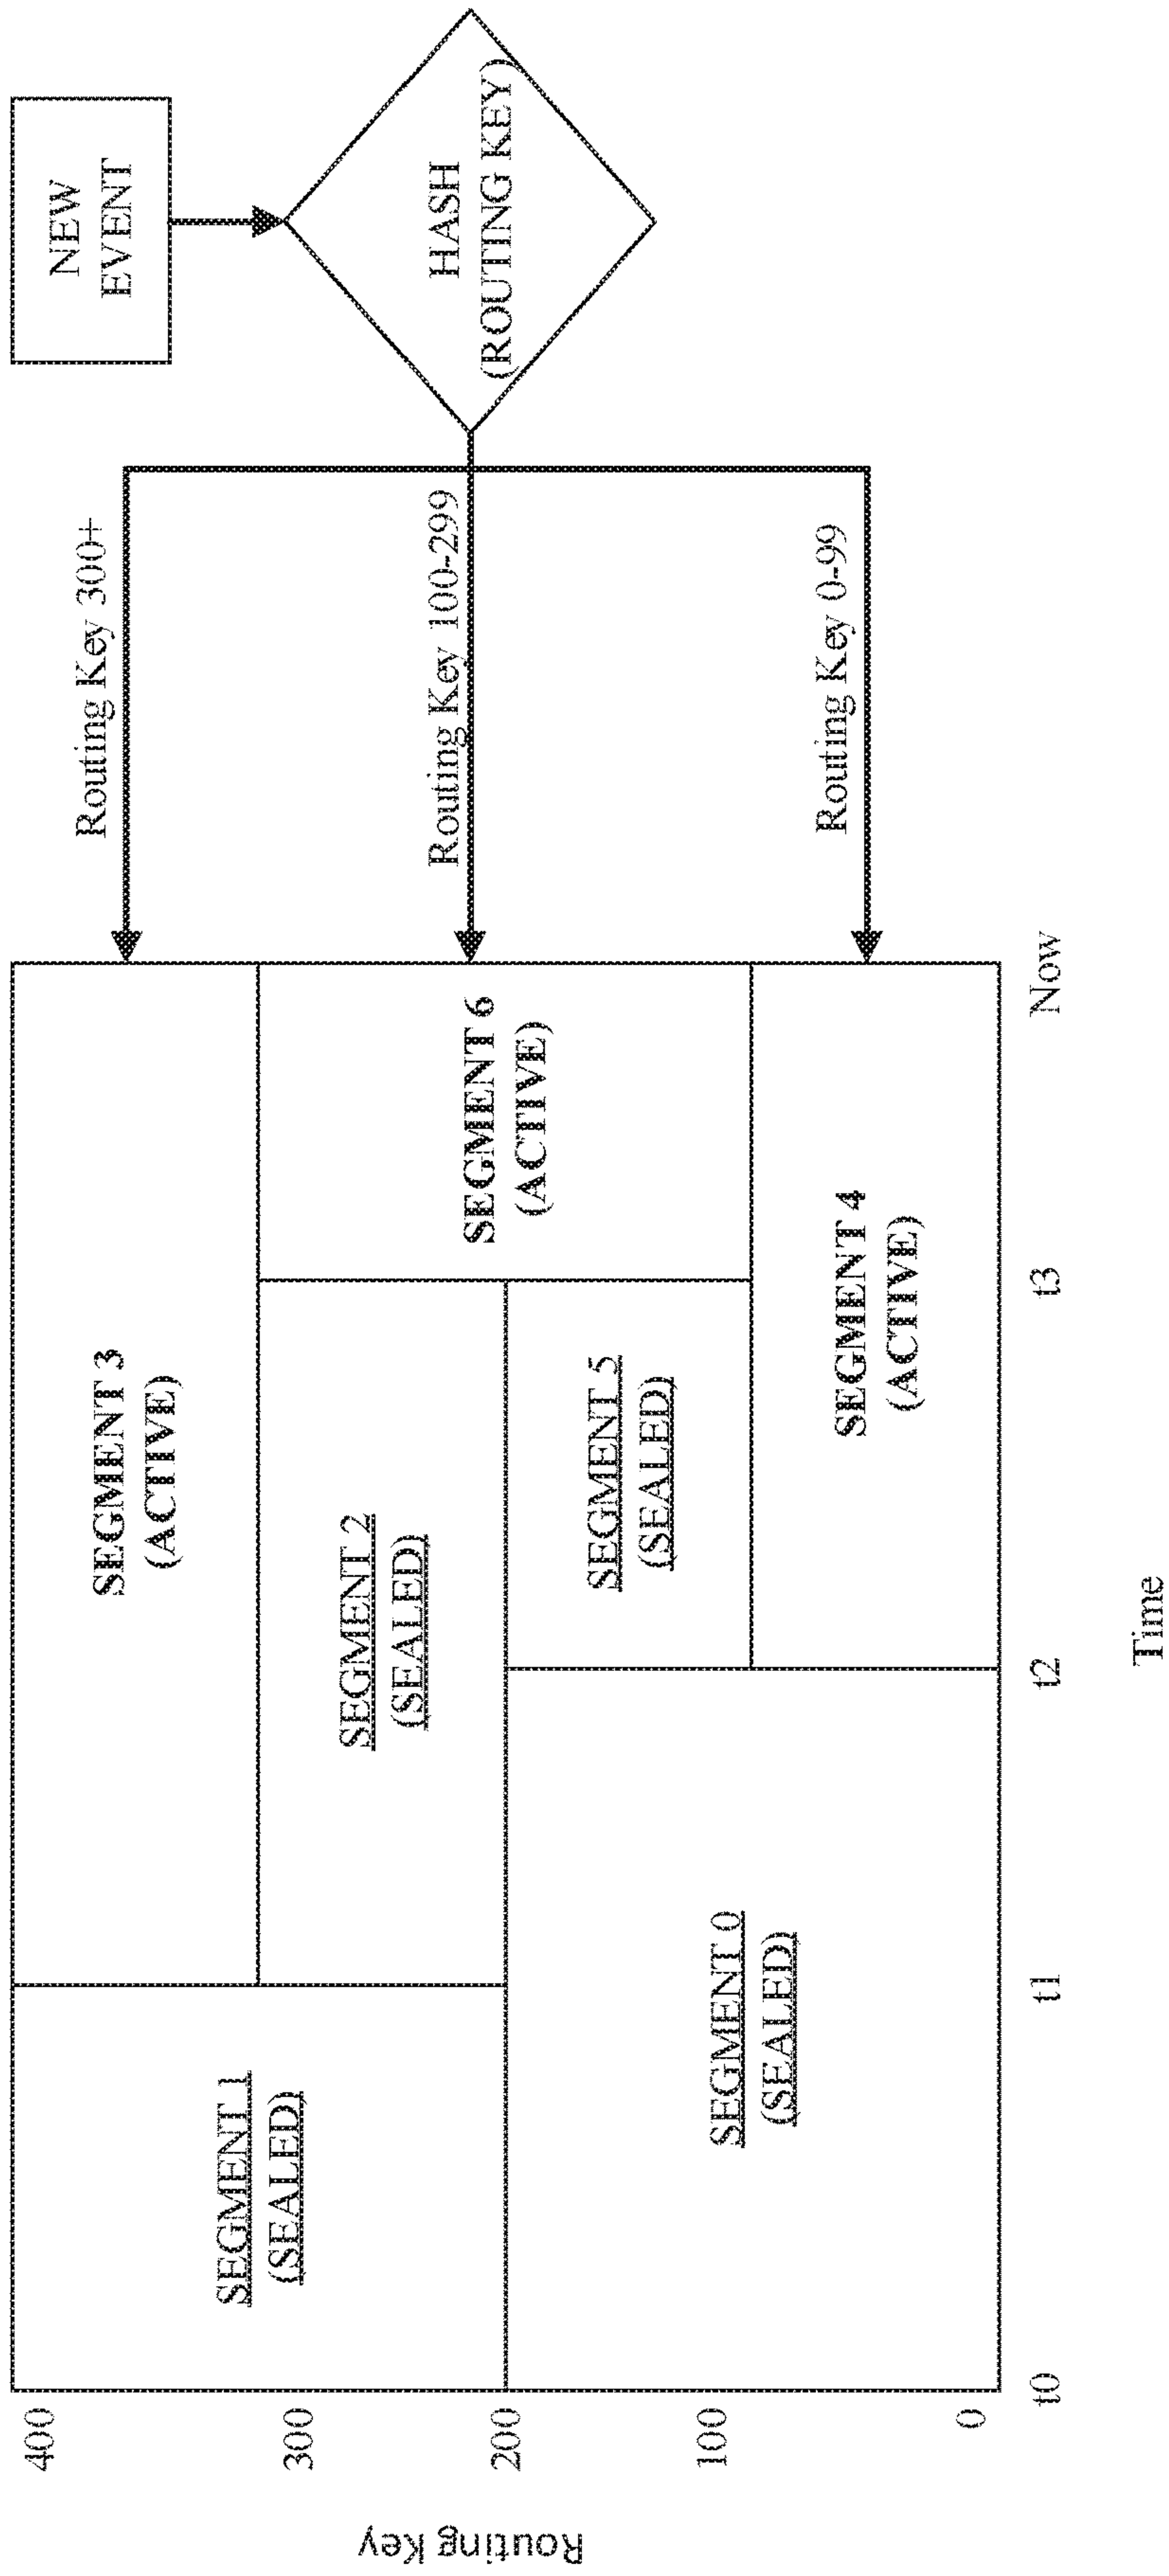 NEW
EVENT
HASH
(ROUTING KEY)
Routing Key 300+
Routing Key 100-299
Routing Key 0-99
SEGMENT 3
(ACTIVE)
SEGMENT 6
(ACTIVE)
SEGMENT 1
(SEALED)
SEGMENT 2
(SEALED)
SEGMENT 5
(SEALED)
SEGMENT 4
(ACTIVE)
SEGMENT 0
(SEALED)
400
300
200
100
0
Routing Key
t0
t1
t2
t3
Now
Time